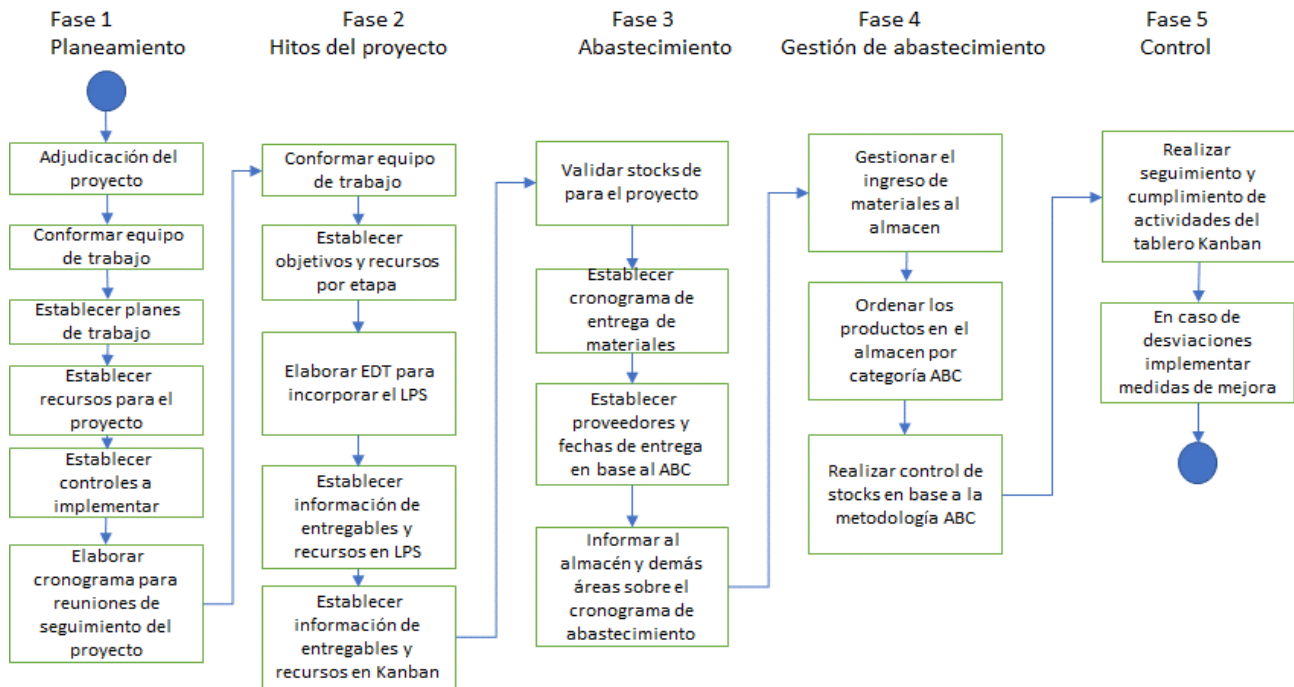 Fase 1
Planeamiento
Fase 2
Hitos del proyecto
Fase 3
Abastecimiento
Fase 4
Gestión de abastecimiento
Fase 5
Control
Adjudicación del
proyecto
Conformar equipo
de trabajo
Establecer planes
de trabajo
Establecer
recursos para el
proyecto
Establecer
controles a
implementar
Elaborar
cronograma para
reuniones de
seguimiento del
proyecto
Conformar equipo
de trabajo
Establecer
objetivos y recursos
por etapa
Elaborar EDT para
incorporar el LPS
Establecer
información de
entregables y
recursos en LPS
Establecer
información de
entregables y
recursos en Kanban
Validar stocks de
para el proyecto
Establecer
cronograma de
entrega de
materiales
Establecer
proveedores y
fechas de entrega
en base al ABC
Informar al
almacén y demás
áreas sobre el
cronograma de
abastecimiento
Gestionar el
ingreso de
materiales al
almacen
Ordenar los
productos en el
almacen por
categoría ABC
Realizar control de
stocks en base a la
metodología ABC
Realizar
seguimiento y
cumplimiento de
actividades del
tablero Kanban
En caso de
desviaciones
implementar
medidas de mejora